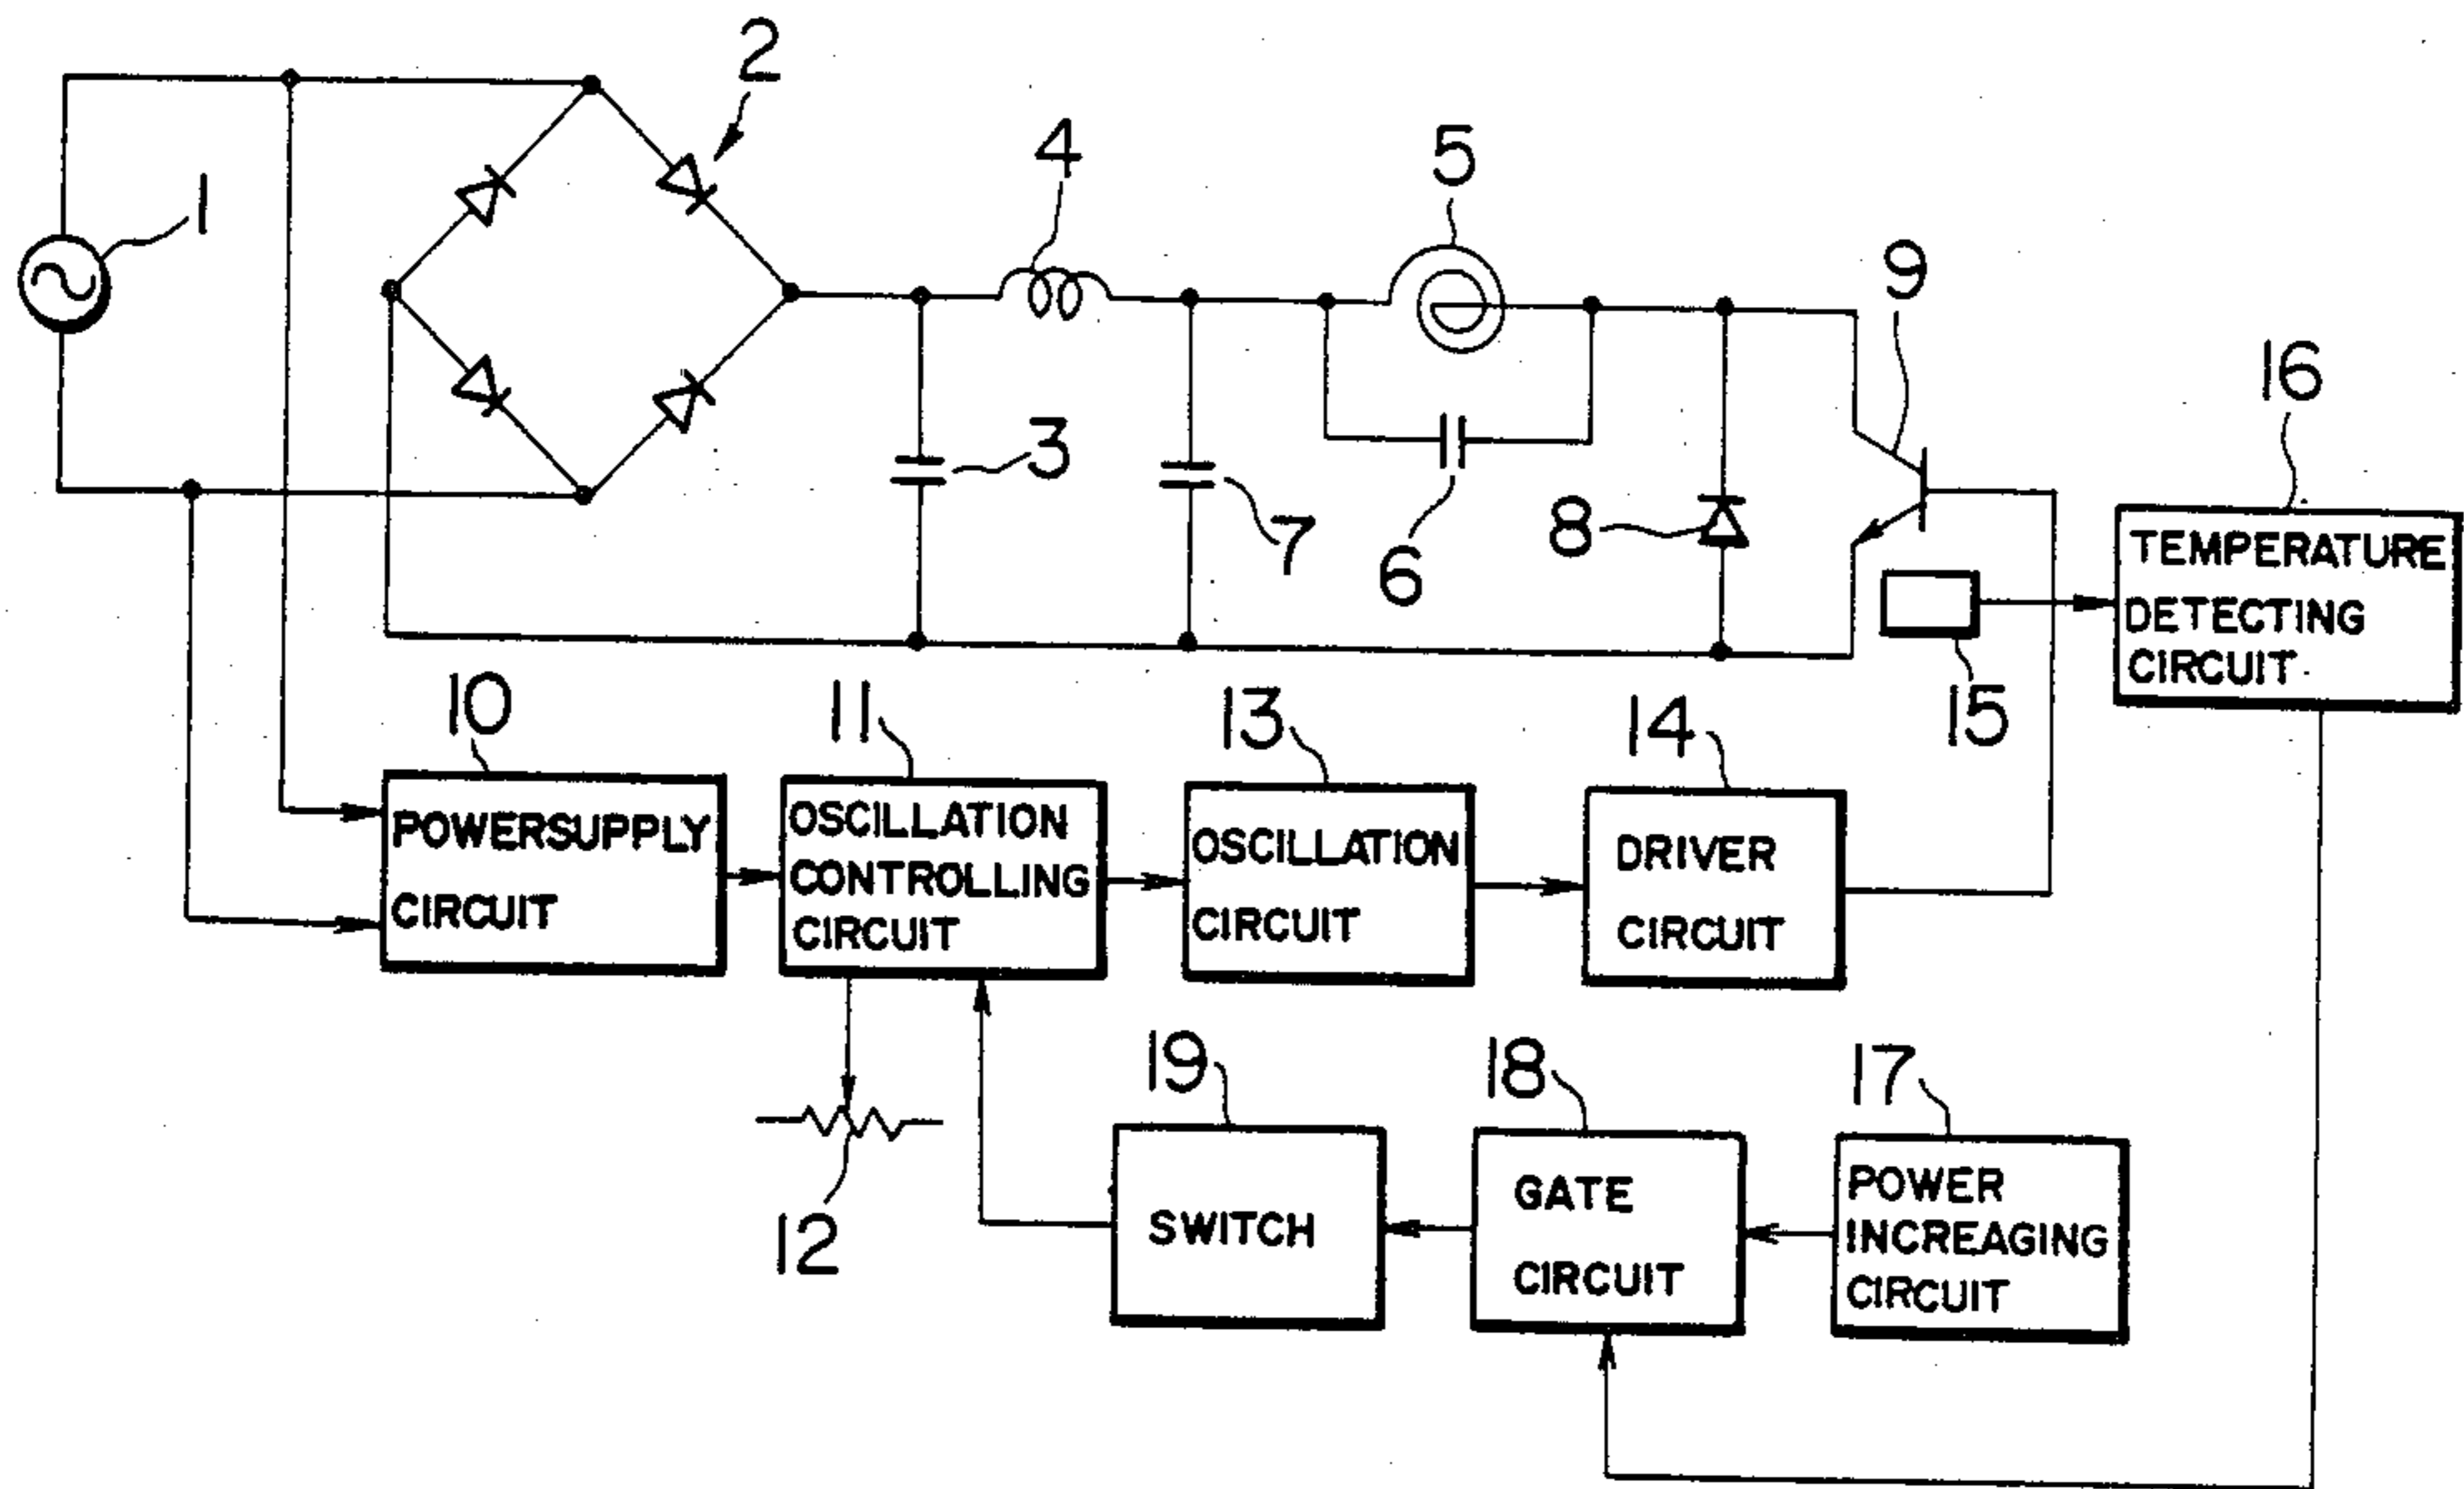 2
1
4
5
9
16
3
7
6
8
TEMPERATURE
DETECTING
CIRCUIT
15
10
11
13
14
POWERSUPPLY
CIRCUIT
OSCILLATION
CONTROLLING
CIRCUIT
OSCILLATION
CIRCUIT
DRIVER
CIRCUIT
12
19
18
17
SWITCH
GATE
CIRCUIT
POWER
INCREAGING
CIRCUIT